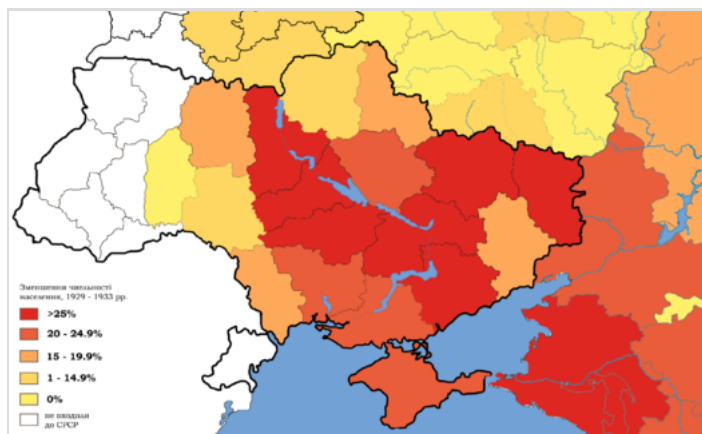 Зменшення чисельності
населення, 1929 - 1933 рр.
>25%
20 - 24.9%
15 - 19.9%
1 - 14.9%
0%
не входили
до СРСР